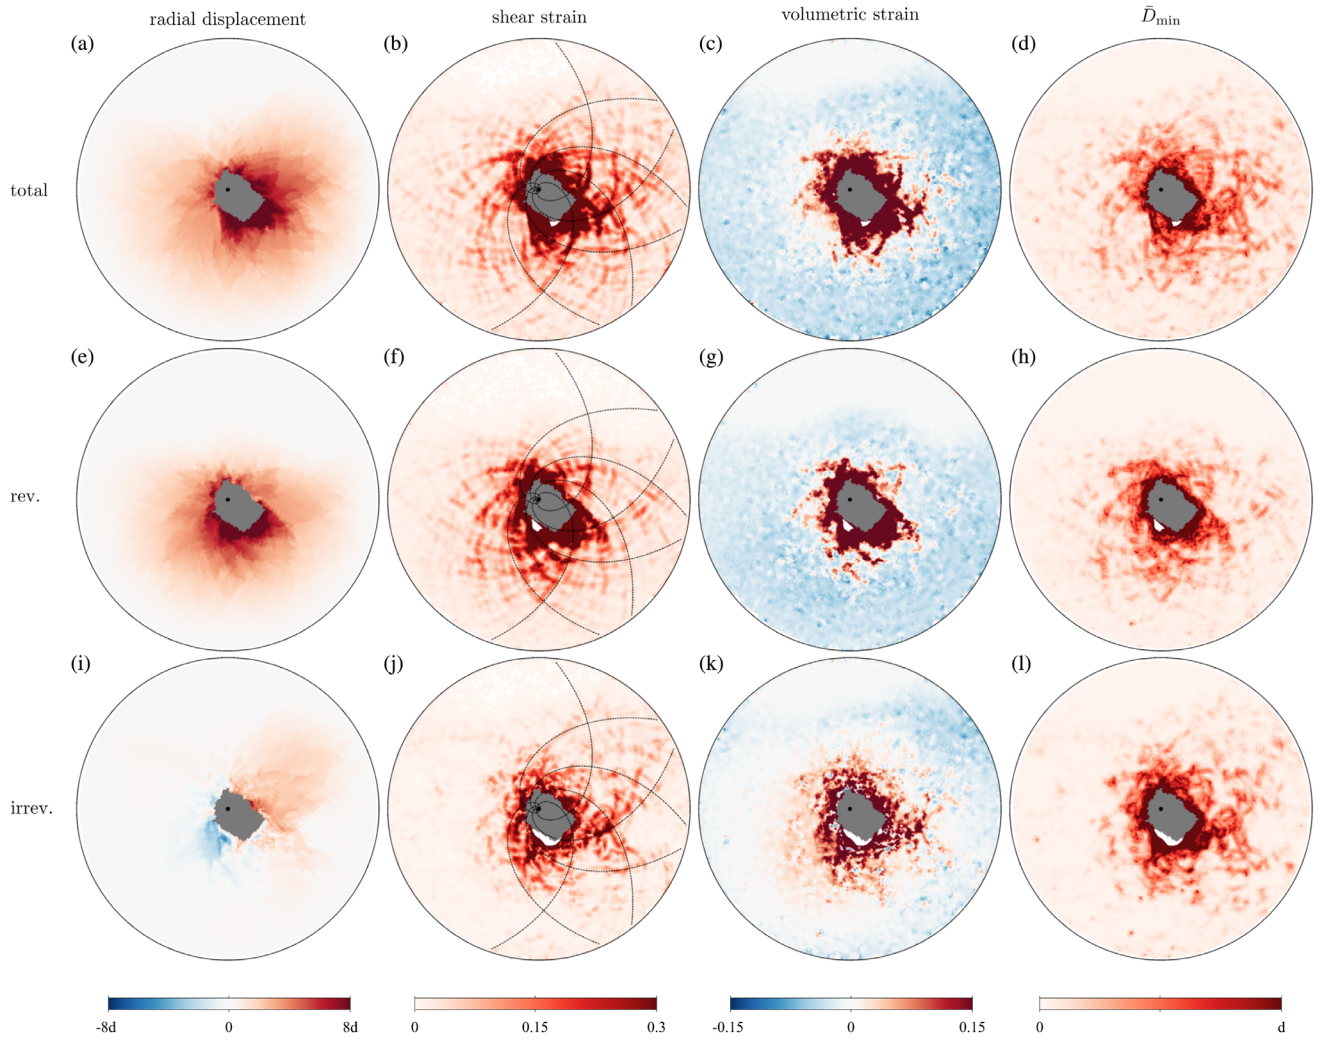 radial displacement shear strain volumetric strain D̄min
(a) (b) (c) (d)
total
(e) (f) (g) (h)
rev.
(i) (j) (k) (l)
irrev.
-8d 0 8d 0 0.15 0.3 -0.15 0 0.15 0 d